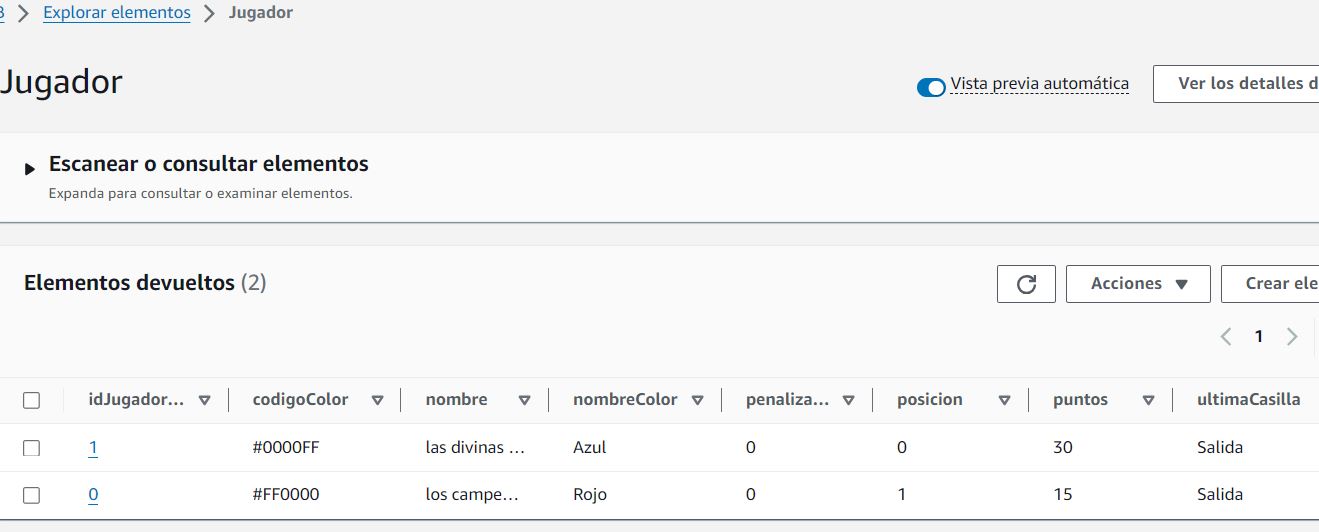 B > Explorar elementos > Jugador
Jugador
Vista previa automática
Ver los detalles d
Escanear o consultar elementos
Expanda para consultar o examinar elementos.
Elementos devueltos (2)
Acciones
Crear ele
1
idJugador... codigoColor nombre nombreColor penaliza... posicion puntos ultimaCasilla
1 #0000FF las divinas ... Azul 0 0 30 Salida
0 #FF0000 los campe... Rojo 0 1 15 Salida